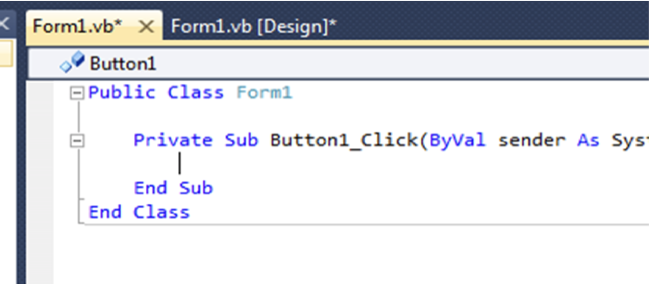 Form1.vb* Form1.vb [Design]*
Button1
Public Class Form1
Private Sub Button1_Click(ByVal sender As Syst
End Sub
End Class